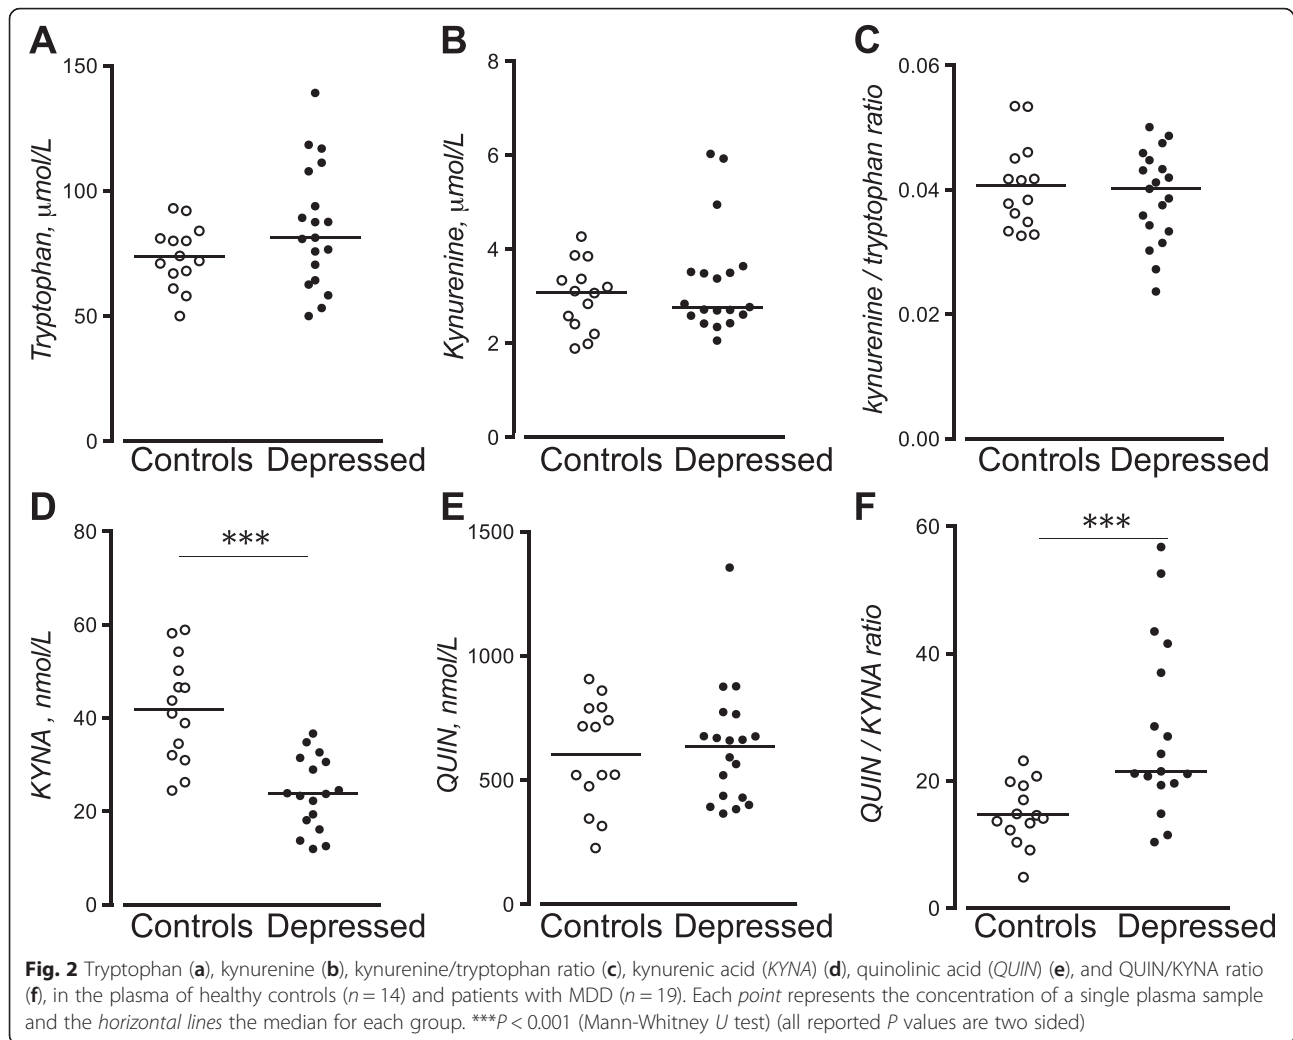 A
150
100
50
0
Tryptophan, µmol/L
Controls Depressed
B
8
6
4
2
0
Kynurenine, µmol/L
Controls Depressed
C
0.06
0.04
0.02
0.00
kynurenine / tryptophan ratio
Controls Depressed
D
80
60
40
20
0
KYNA , nmol/L
***
Controls Depressed
E
1500
1000
500
0
QUIN, nmol/L
Controls Depressed
F
60
40
20
0
QUIN / KYNA ratio
***
Controls Depressed
Fig. 2 Tryptophan (a), kynurenine (b), kynurenine/tryptophan ratio (c), kynurenic acid (KYNA) (d), quinolinic acid (QUIN) (e), and QUIN/KYNA ratio
(f), in the plasma of healthy controls (n = 14) and patients with MDD (n = 19). Each point represents the concentration of a single plasma sample
and the horizontal lines the median for each group. ***P < 0.001 (Mann-Whitney U test) (all reported P values are two sided)